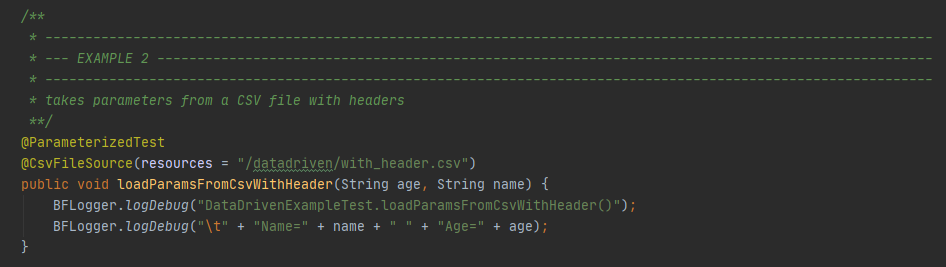 /**
* ---------------------------------------------------------------------------------------------------------------
* --- EXAMPLE 2 -------------------------------------------------------------------------------------------------
* ---------------------------------------------------------------------------------------------------------------
* takes parameters from a CSV file with headers
**/
@ParameterizedTest
@CsvFileSource(resources = "/datadriven/with_header.csv")
public void loadParamsFromCsvWithHeader(String age, String name) {
    BFLogger.logDebug("DataDrivenExampleTest.loadParamsFromCsvWithHeader()");
    BFLogger.logDebug("\t" + "Name=" + name + " " + "Age=" + age);
}